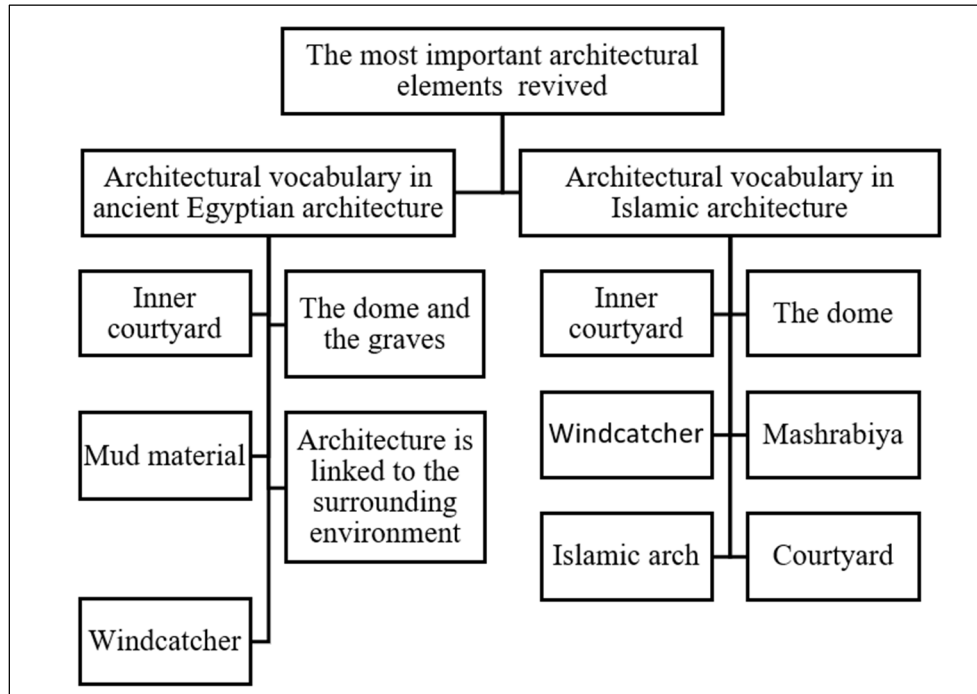 The most important architectural
elements revived
Architectural vocabulary in
ancient Egyptian architecture
Inner
courtyard
The dome and
the graves
Mud material
Architecture is
linked to the
surrounding
environment
Windcatcher
Architectural vocabulary in
Islamic architecture
Inner
courtyard
The dome
Windcatcher
Mashrabiya
Islamic arch
Courtyard